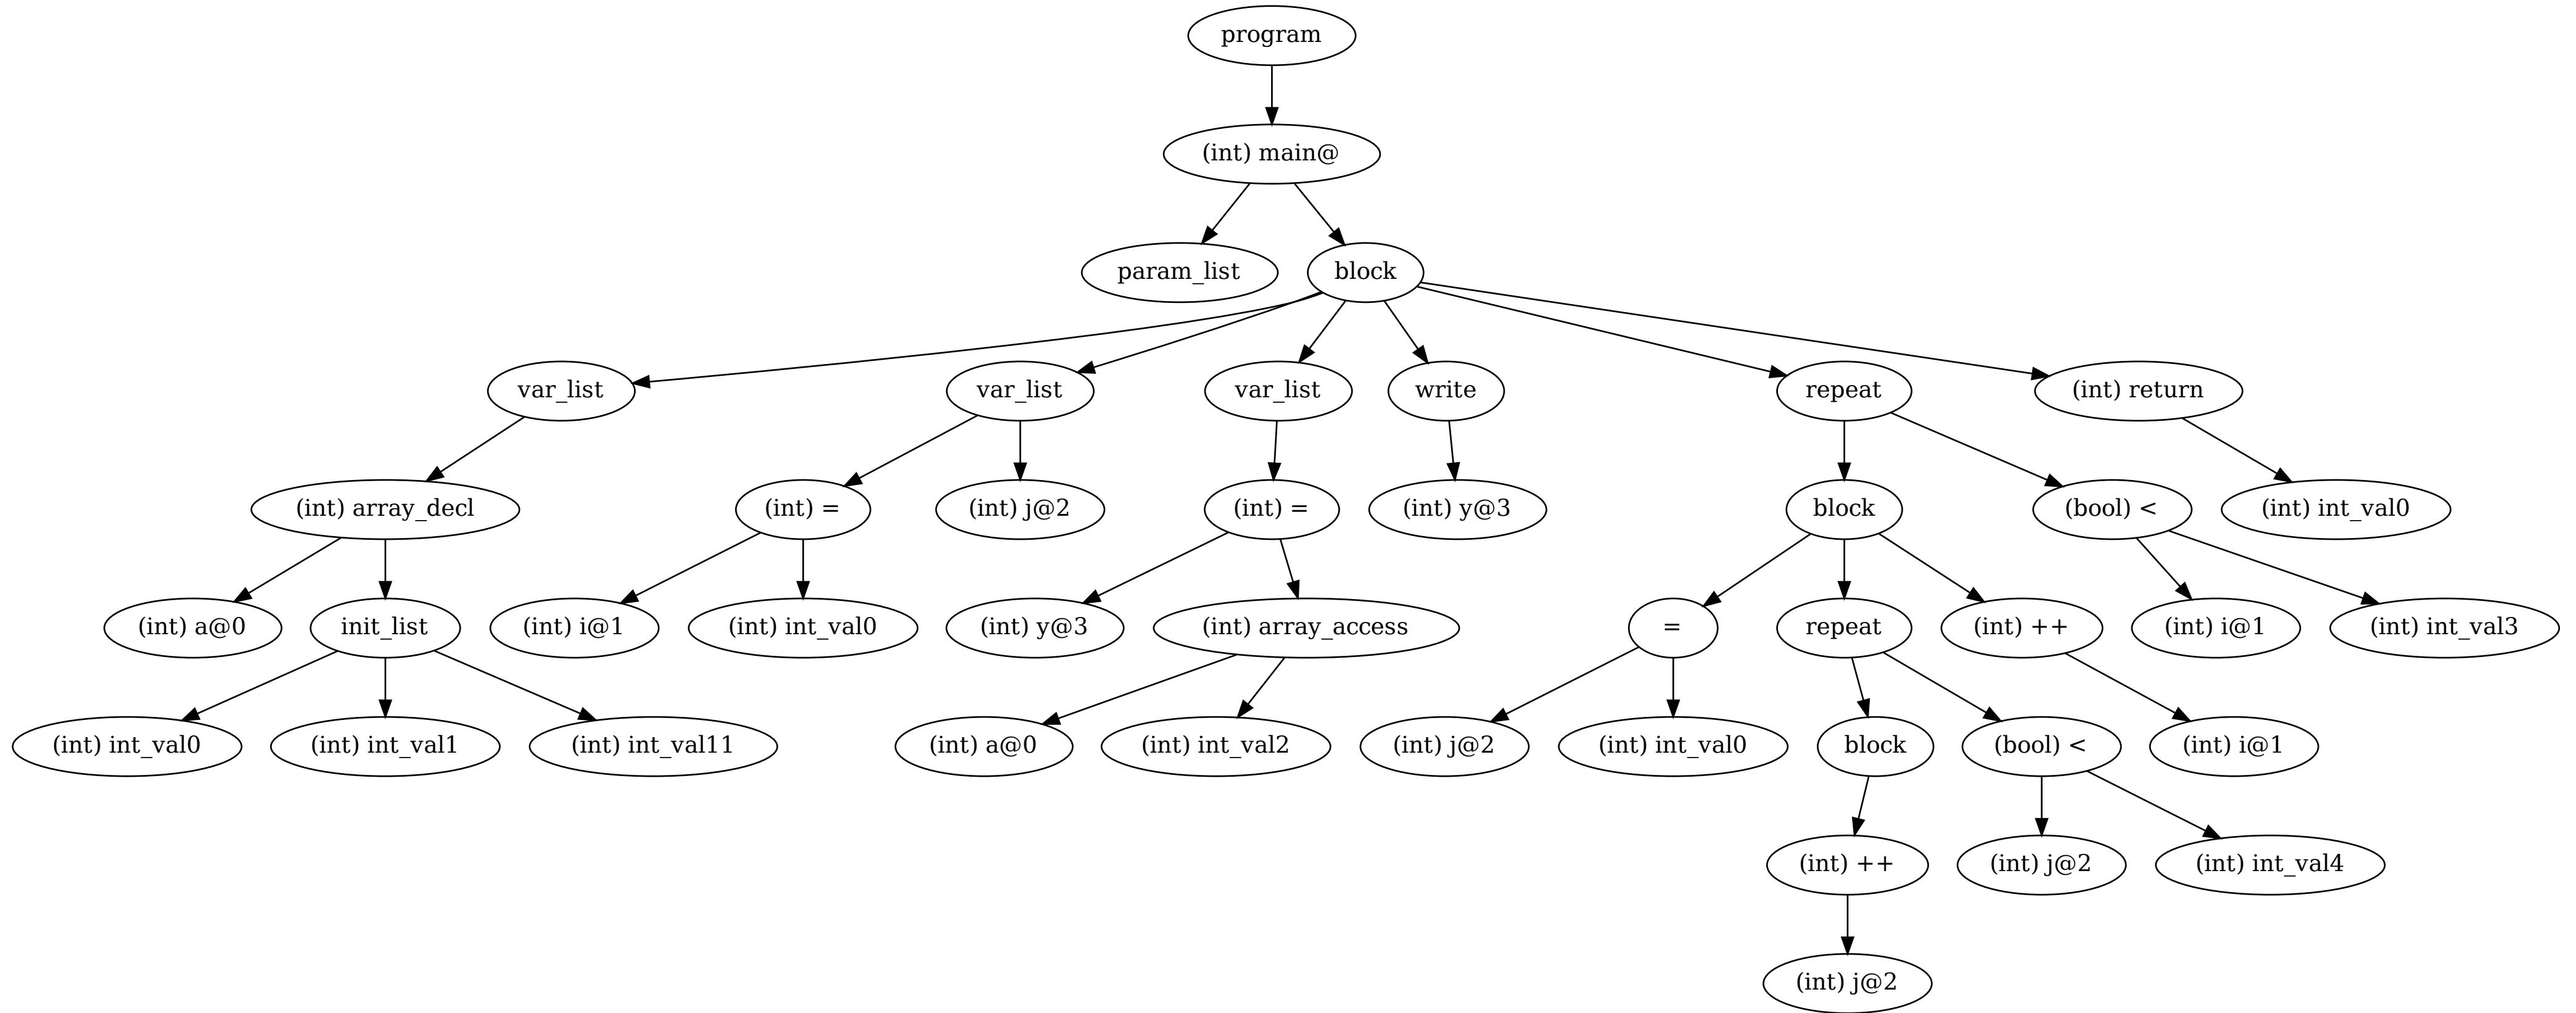 program
(int) main@
param_list
block
var_list
var_list
var_list
write
repeat
(int) return
(int) array_decl
(int) =
(int) j@2
(int) =
(int) y@3
block
(bool) <
(int) int_val0
(int) a@0
init_list
(int) i@1
(int) int_val0
(int) y@3
(int) array_access
=
repeat
(int) ++
(int) i@1
(int) int_val3
(int) int_val0
(int) int_val1
(int) int_val11
(int) a@0
(int) int_val2
(int) j@2
(int) int_val0
block
(bool) <
(int) i@1
(int) ++
(int) j@2
(int) int_val4
(int) j@2